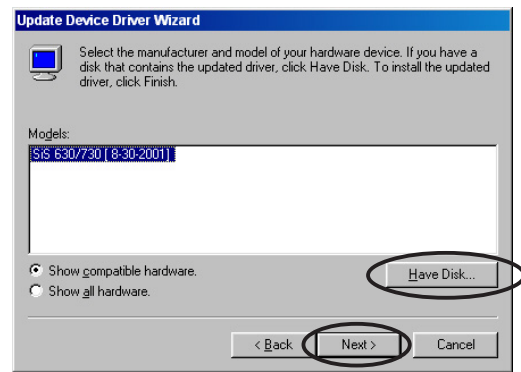 Update Device Driver Wizard
Select the manufacturer and model of your hardware device. If you have a
disk that contains the updated driver, click Have Disk. To install the updated
driver, click Finish.
Models:
SiS 630/730 [ 8-30-2001]
Show compatible hardware.
Have Disk...
Show all hardware.
< Back
Next >
Cancel